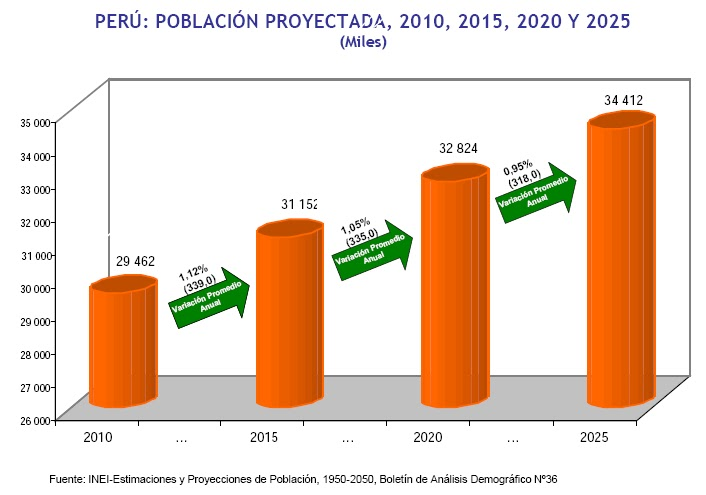 PERÚ: POBLACIÓN PROYECTADA, 2010, 2015, 2020 Y 2025
(Miles)
35 000
34 000
33 000
32 000
31 000
30 000
29 000
28 000
27 000
26 000
29 462
31 152
32 824
34 412
1,12%
(339,0)
Variación Promedio
Anual
1,05%
(335,0)
Variación Promedio
Anual
0,95%
(318,0)
Variación Promedio
Anual
2010 ... 2015 ... 2020 ... 2025
Fuente: INEI-Estimaciones y Proyecciones de Población, 1950-2050, Boletín de Análisis Demográfico Nº36